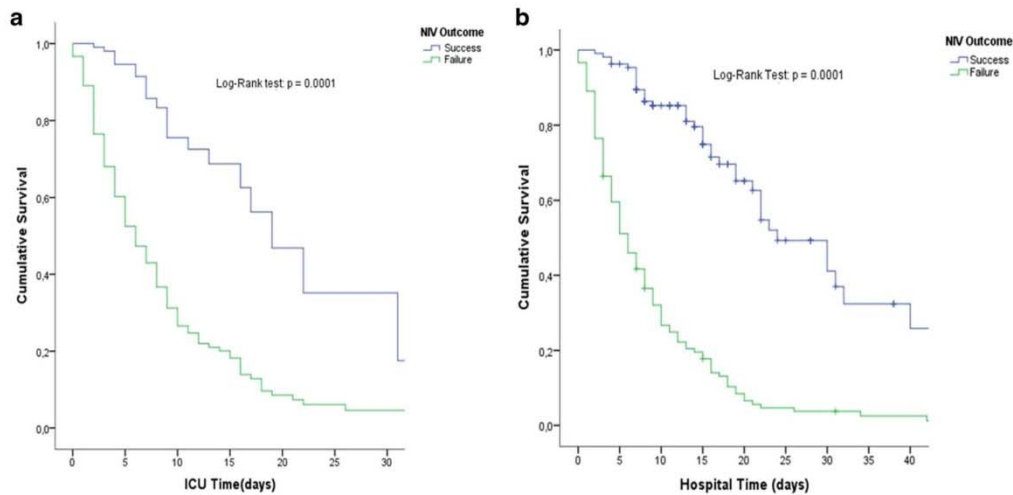 a
NIV Outcome
Success
Failure
Log-Rank test: p = 0.0001
1,0
0,8
0,6
0,4
0,2
0,0
Cumulative Survival
0 5 10 15 20 25 30
ICU Time(days)
b
NIV Outcome
Success
Failure
Log-Rank Test: p = 0.0001
1,0
0,8
0,6
0,4
0,2
0,0
Cumulative Survival
0 5 10 15 20 25 30 35 40
Hospital Time (days)